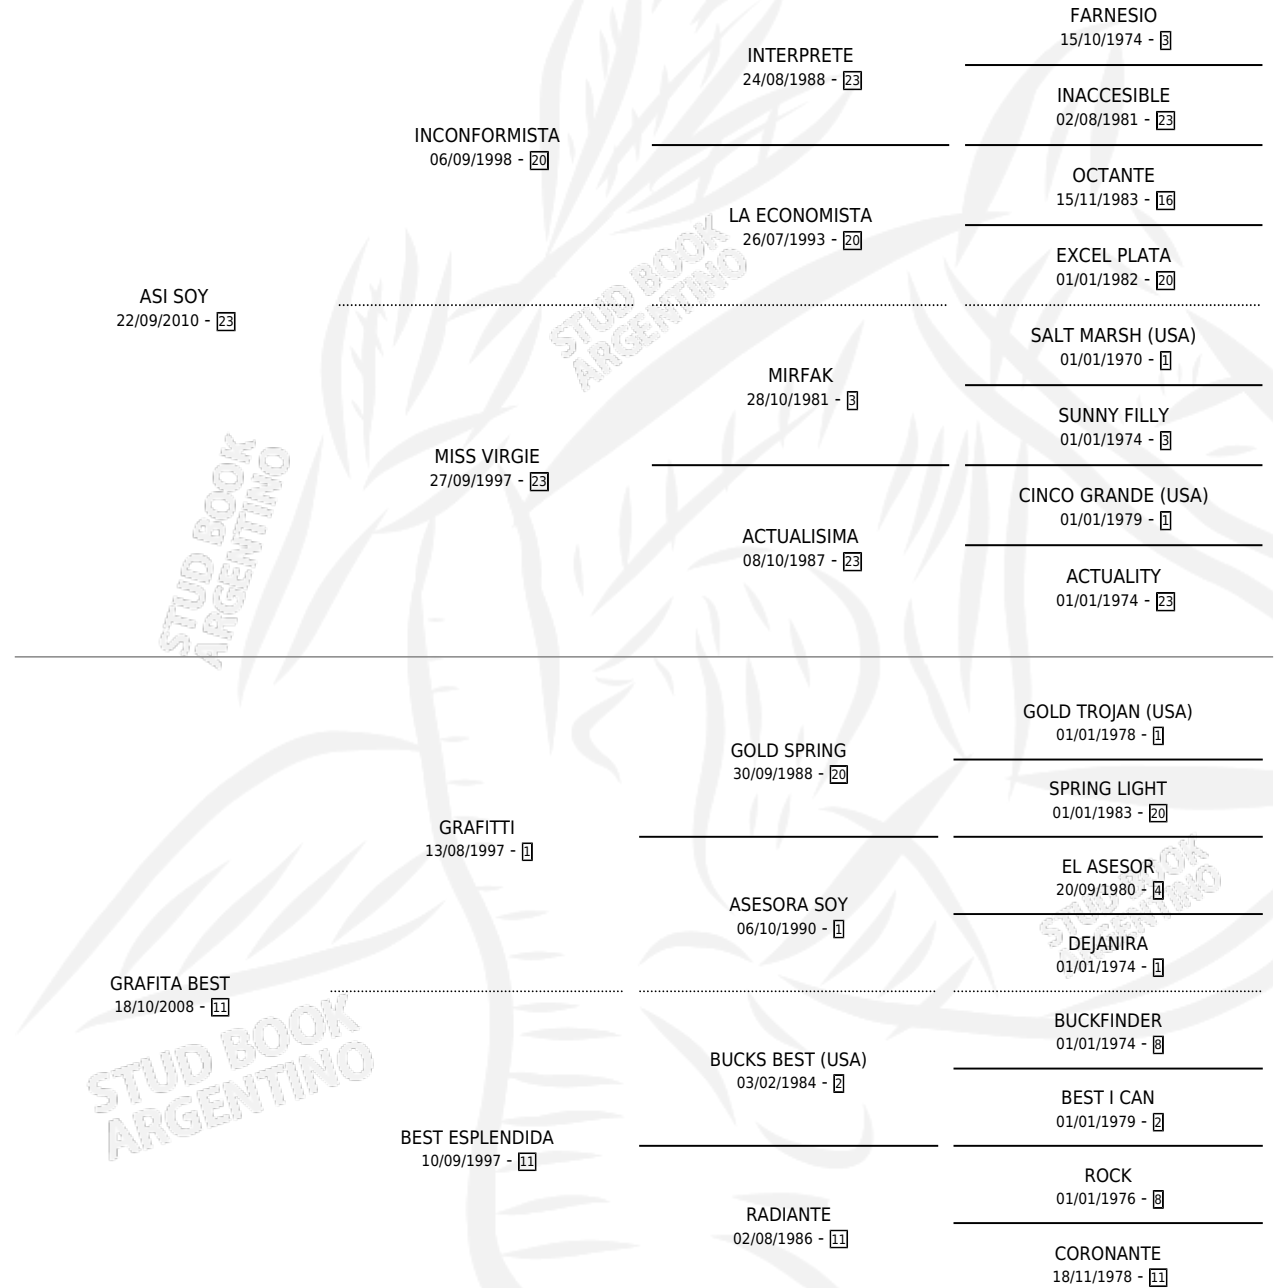 FARNESIO
15/10/1974 - 3
INTERPRETE
24/08/1988 - 23
INACCESIBLE
02/08/1981 - 23
INCONFORMISTA
06/09/1998 - 20
OCTANTE
15/11/1983 - 16
LA ECONOMISTA
26/07/1993 - 20
EXCEL PLATA
01/01/1982 - 20
ASI SOY
22/09/2010 - 23
SALT MARSH (USA)
01/01/1970 - 1
MIRFAK
28/10/1981 - 3
SUNNY FILLY
01/01/1974 - 3
MISS VIRGIE
27/09/1997 - 23
CINCO GRANDE (USA)
01/01/1979 - 1
ACTUALISIMA
08/10/1987 - 23
ACTUALITY
01/01/1974 - 23
GOLD TROJAN (USA)
01/01/1978 - 1
GOLD SPRING
30/09/1988 - 20
SPRING LIGHT
01/01/1983 - 20
GRAFITTI
13/08/1997 - 1
EL ASESOR
20/09/1980 - 4
ASESORA SOY
06/10/1990 - 1
DEJANIRA
01/01/1974 - 1
GRAFITA BEST
18/10/2008 - 11
BUCKFINDER
01/01/1974 - 8
BUCKS BEST (USA)
03/02/1984 - 2
BEST I CAN
01/01/1979 - 2
BEST ESPLENDIDA
10/09/1997 - 11
ROCK
01/01/1976 - 8
RADIANTE
02/08/1986 - 11
CORONANTE
18/11/1978 - 11
STUD BOOK
ARGENTINO
STUD BOOK
ARGENTINO
STUD BOOK
ARGENTINO
STUD BOOK
ARGENTINO